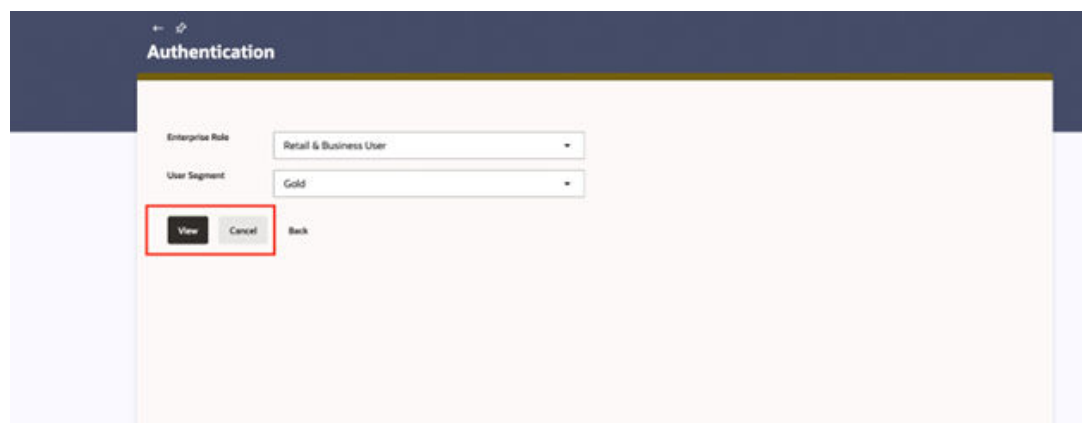 Authentication
Enterprise Role
Retail & Business User
User Segment
Gold
View Cancel Back